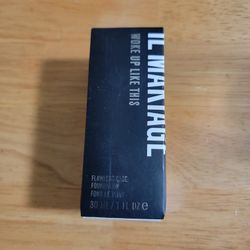 IL MAKIAGE
WOKE UP LIKE THIS
FLAWLESS BASE
FOUNDATION
FOND DE TEINT
30 ml / 1 FL OZ e